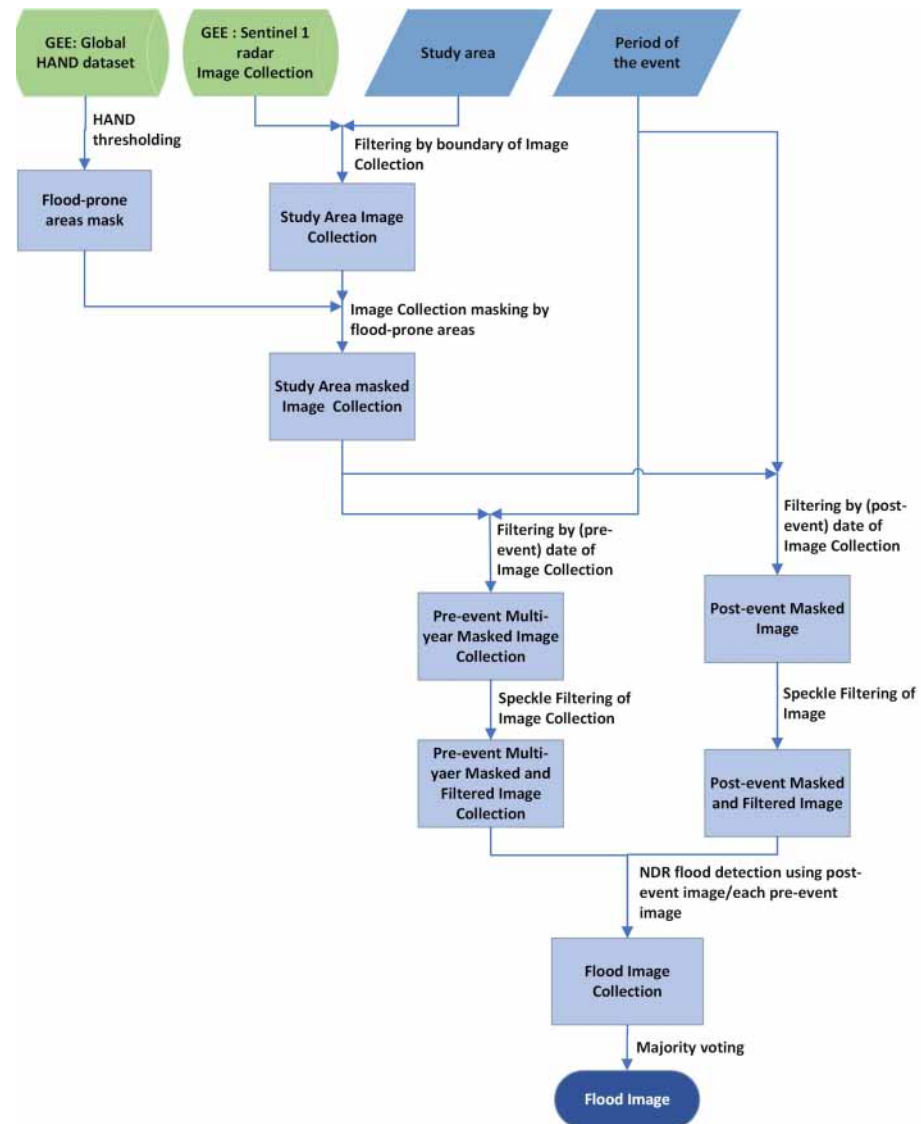 GEE: Global
HAND dataset
GEE : Sentinel 1
radar
Image Collection
Study area
Period of
the event
HAND
thresholding
Filtering by boundary of Image
Collection
Flood-prone
areas mask
Study Area Image
Collection
Image Collection masking by
flood-prone areas
Study Area masked
Image Collection
Filtering by (pre-
event) date of
Image Collection
Filtering by (post-
event) date of
Image Collection
Pre-event Multi-
year Masked Image
Collection
Post-event Masked
Image
Speckle Filtering of
Image Collection
Speckle Filtering of
Image
Pre-event Multi-
yaer Masked and
Filtered Image
Collection
Post-event Masked
and Filtered Image
NDR flood detection using post-
event image/each pre-event
image
Flood Image
Collection
Majority voting
Flood Image